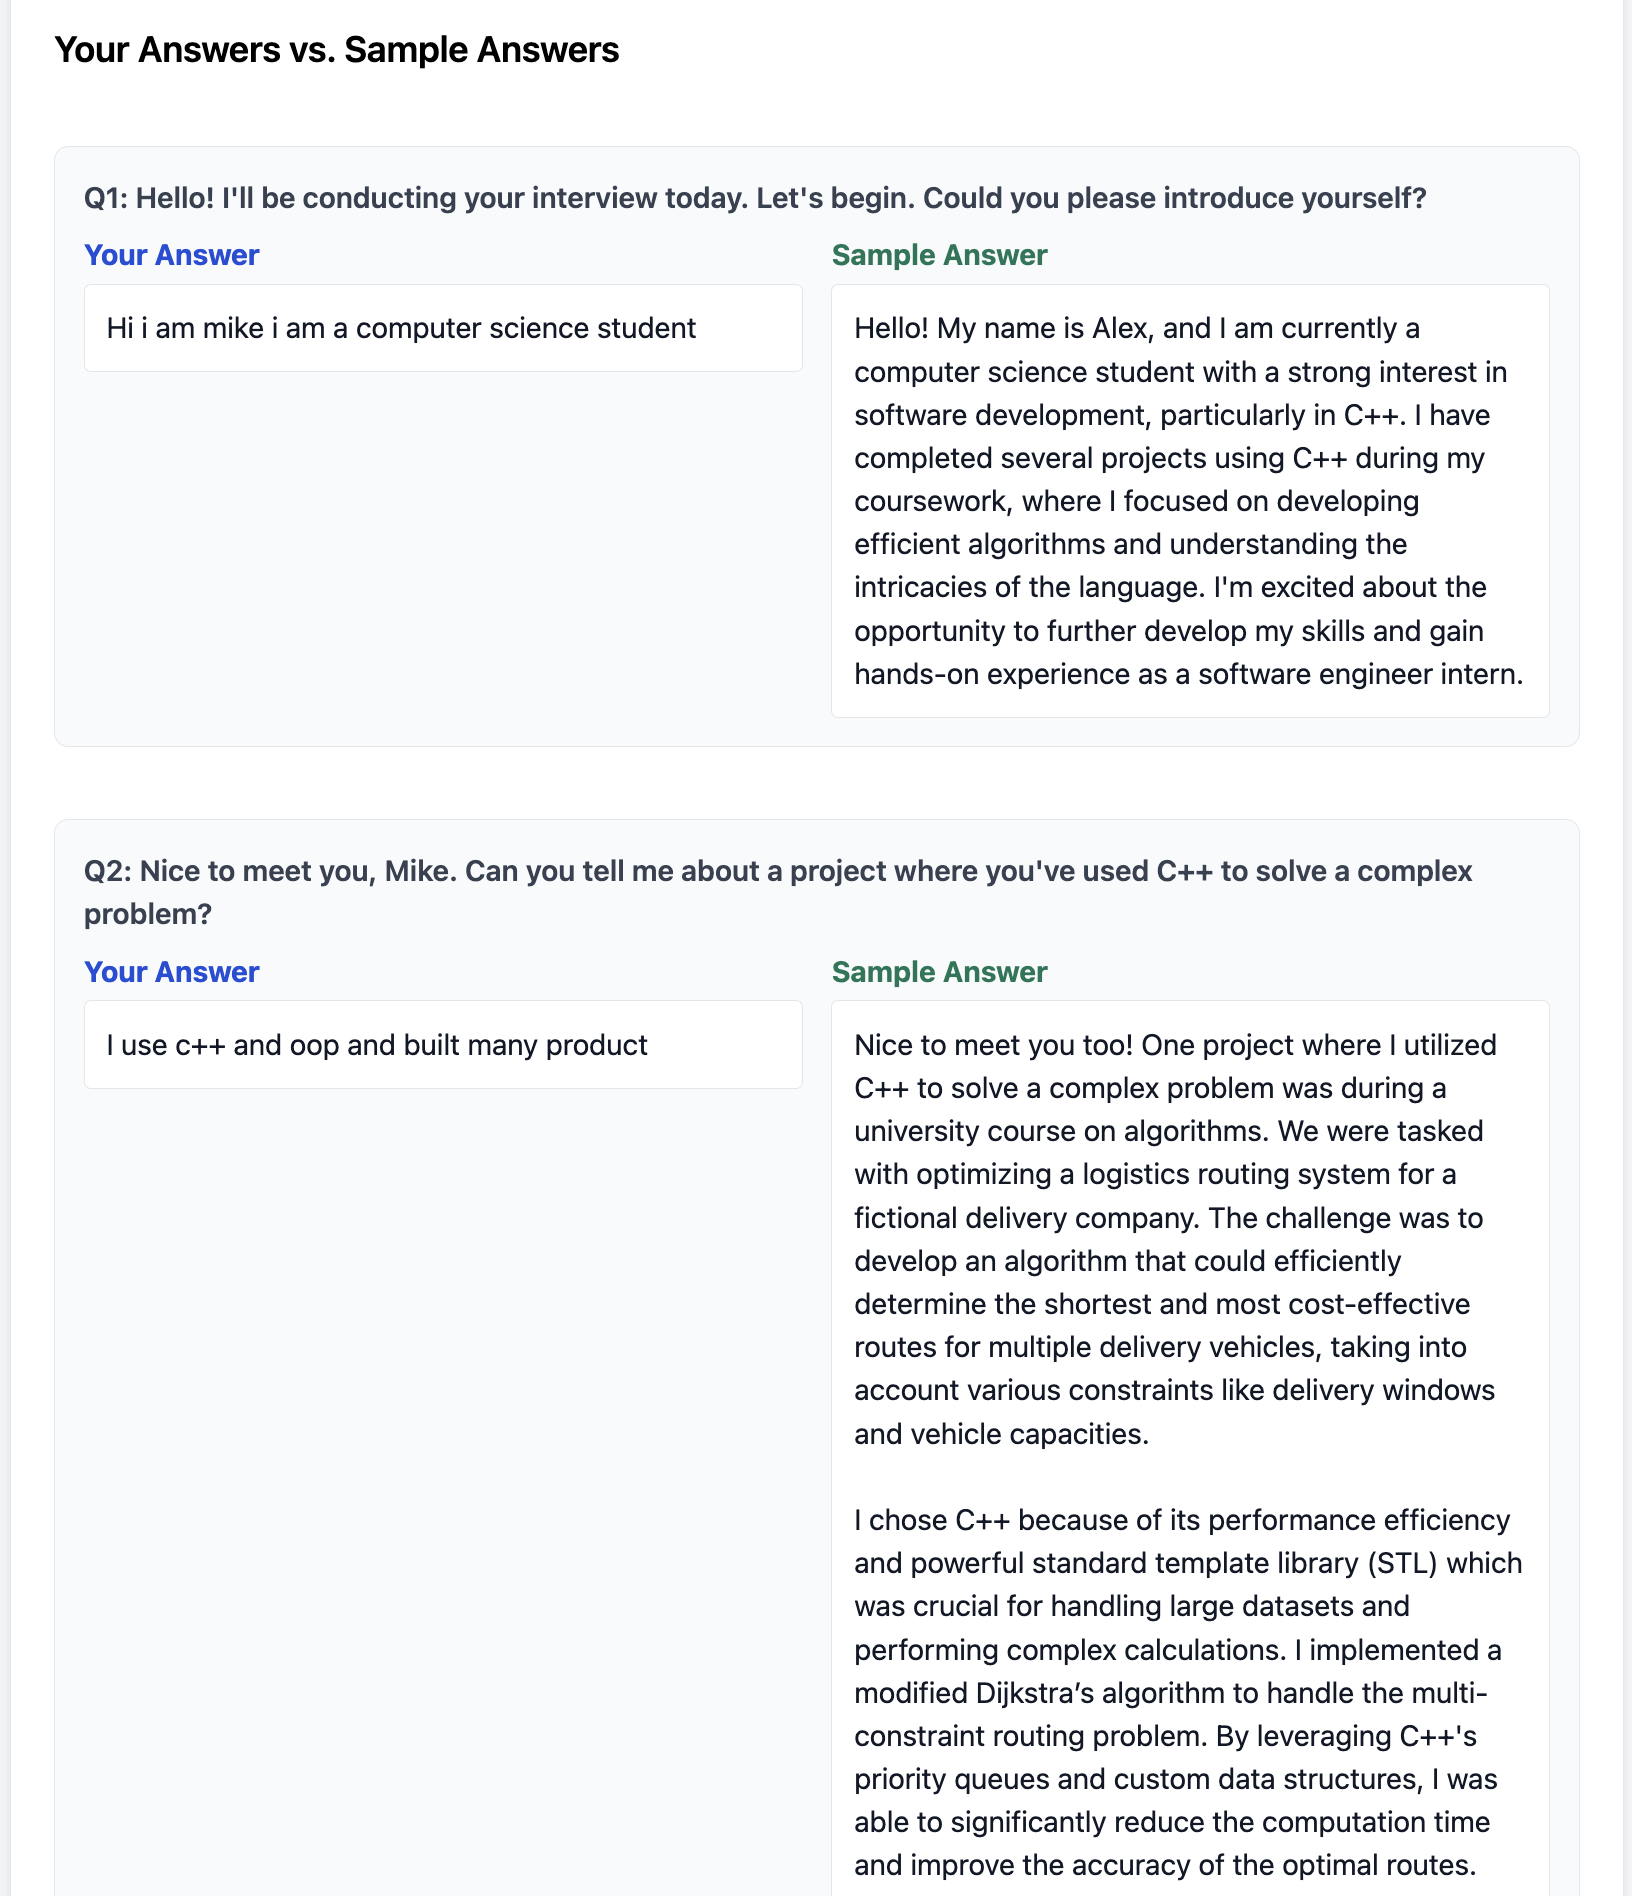 Your Answers vs. Sample Answers
Q1: Hello! I'll be conducting your interview today. Let's begin. Could you please introduce yourself?
Your Answer
Hi i am mike i am a computer science student
Sample Answer
Hello! My name is Alex, and I am currently a
computer science student with a strong interest in
software development, particularly in C++. I have
completed several projects using C++ during my
coursework, where I focused on developing
efficient algorithms and understanding the
intricacies of the language. I'm excited about the
opportunity to further develop my skills and gain
hands-on experience as a software engineer intern.
Q2: Nice to meet you, Mike. Can you tell me about a project where you've used C++ to solve a complex
problem?
Your Answer
I use c++ and oop and built many product
Sample Answer
Nice to meet you too! One project where I utilized
C++ to solve a complex problem was during a
university course on algorithms. We were tasked
with optimizing a logistics routing system for a
fictional delivery company. The challenge was to
develop an algorithm that could efficiently
determine the shortest and most cost-effective
routes for multiple delivery vehicles, taking into
account various constraints like delivery windows
and vehicle capacities.
I chose C++ because of its performance efficiency
and powerful standard template library (STL) which
was crucial for handling large datasets and
performing complex calculations. I implemented a
modified Dijkstra’s algorithm to handle the multi-
constraint routing problem. By leveraging C++'s
priority queues and custom data structures, I was
able to significantly reduce the computation time
and improve the accuracy of the optimal routes.